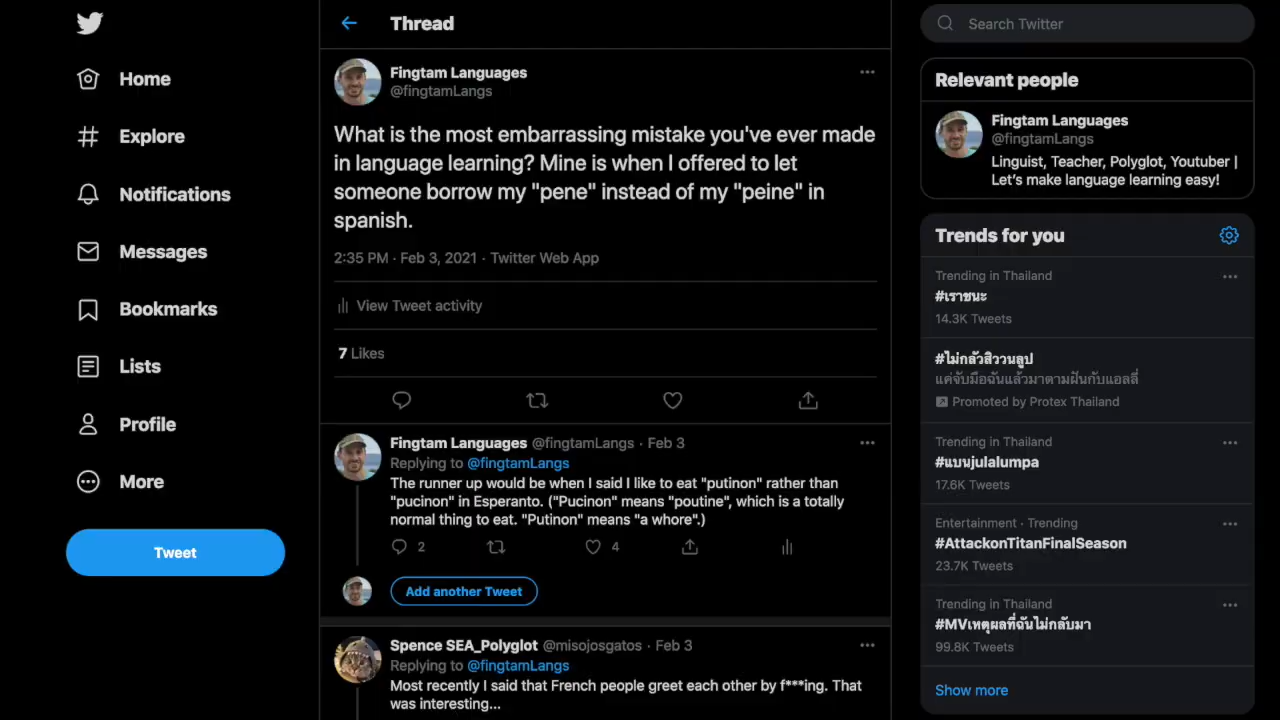 Home
Explore
Notifications
Messages
Bookmarks
Lists
Profile
More
Tweet
Thread
Fingtam Languages
@fingtamLangs
What is the most embarrassing mistake you've ever made
in language learning? Mine is when I offered to let
someone borrow my "pene" instead of my "peine" in
spanish.
2:35 PM · Feb 3, 2021 · Twitter Web App
View Tweet activity
7 Likes
Fingtam Languages @fingtamLangs · Feb 3
Replying to @fingtamLangs
The runner up would be when I said I like to eat "putinon" rather than
"pucinon" in Esperanto. ("Pucinon" means "poutine", which is a totally
normal thing to eat. "Putinon" means "a whore".)
2
4
Add another Tweet
Spence SEA_Polyglot @misojosgatos · Feb 3
Replying to @fingtamLangs
Most recently I said that French people greet each other by f***ing. That
was interesting...
Search Twitter
Relevant people
Fingtam Languages
@fingtamLangs
Linguist, Teacher, Polyglot, Youtuber |
Let's make language learning easy!
Trends for you
Trending in Thailand
#เราชนะ
14.3K Tweets
#ไม่กลัวสิววนลูป
แค่จับมือฉันแล้วมาตามฝันกับแอลลี่
Promoted by Protex Thailand
Trending in Thailand
#แบนjulalumpa
17.6K Tweets
Entertainment · Trending
#AttackonTitanFinalSeason
23.7K Tweets
Trending in Thailand
#MVเหตุผลที่ฉันไม่กลับมา
99.8K Tweets
Show more